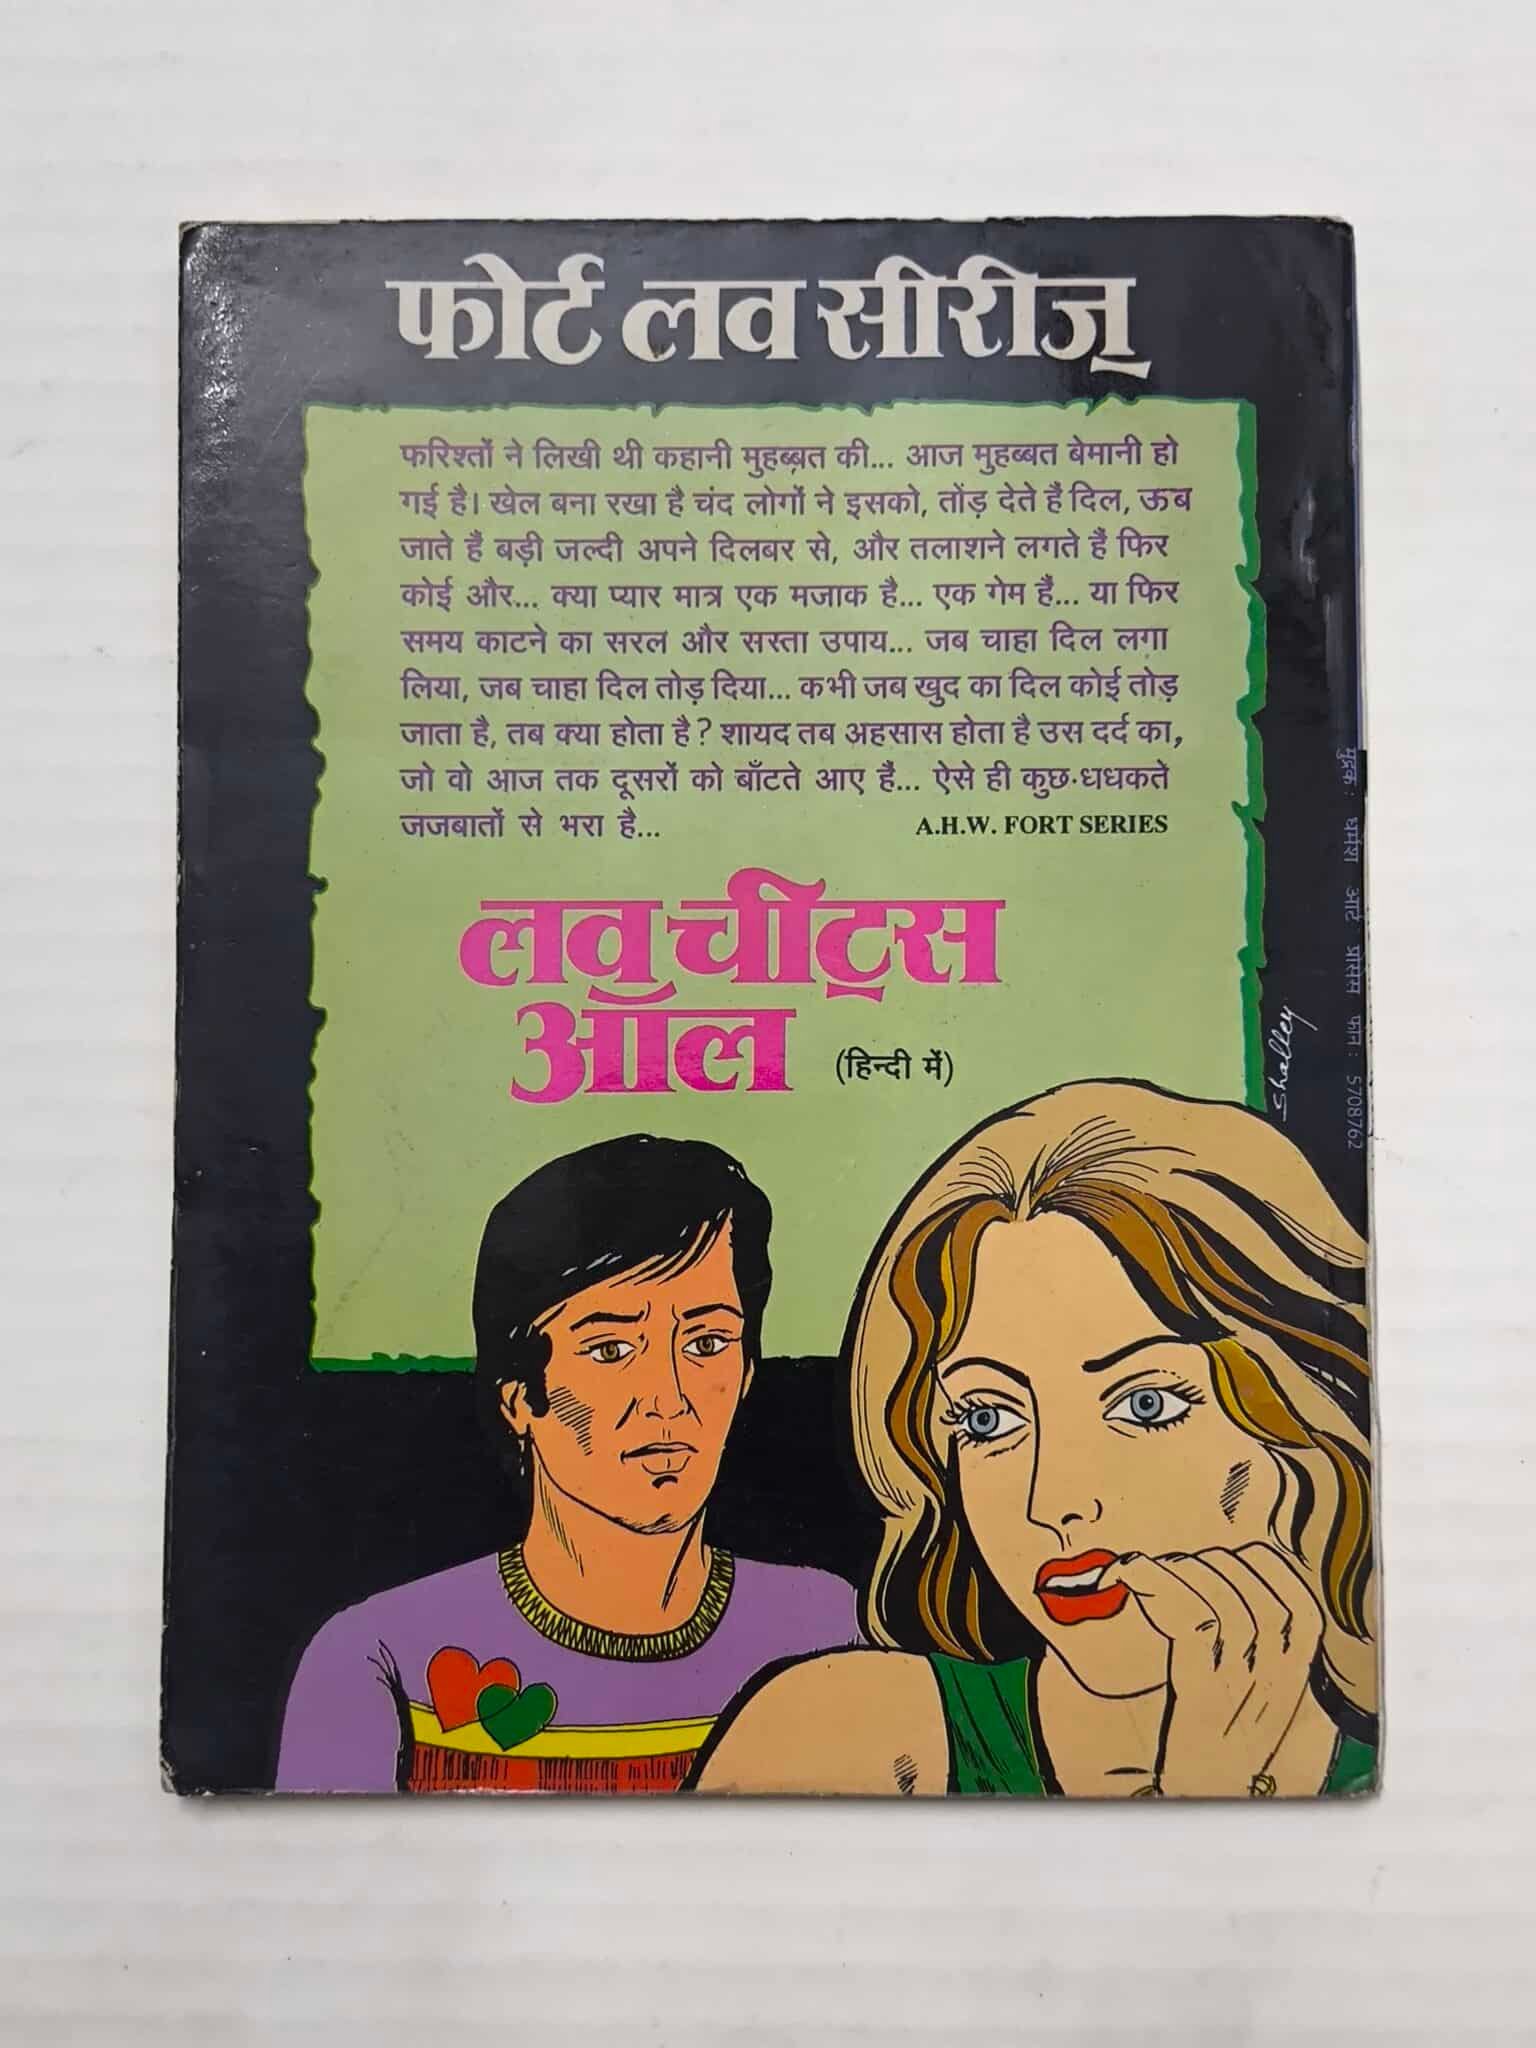 फोर्ट लव सीरीज़
फरिश्तों ने लिखी थी कहानी मुहब्बत की... आज मुहब्बत बेमानी हो
गई है। खेल बना रखा है चंद लोगों ने इसको, तोंड़ देते हैं दिल, ऊब
जाते हैं बड़ी जल्दी अपने दिलबर से, और तलाशने लगते हैं फिर
कोई और... क्या प्यार मात्र एक मजाक है... एक गेम है... या फिर
समय काटने का सरल और सस्ता उपाय... जब चाहा दिल लगा
लिया, जब चाहा दिल तोड़ दिया... कभी जब खुद का दिल कोई तोड़
जाता है, तब क्या होता है? शायद तब अहसास होता है उस दर्द का,
जो वो आज तक दूसरों को बाँटते आए हैं... ऐसे ही कुछ धधकते
जजबातों से भरा है...
A.H.W. FORT SERIES
लव चीट्स
ऑल
(हिन्दी में)
Shalley
मुद्रक: धर्मेश आर्ट प्रोसेस फोन: 5708762